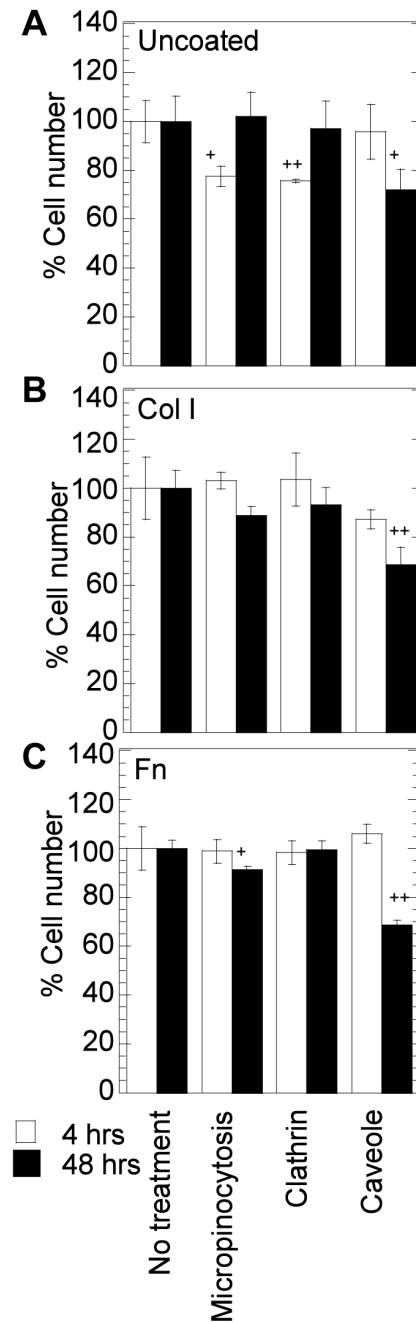 A
Uncoated
140
120
100
80
60
40
20
0
% Cell number
+
++
+
B
Col I
140
120
100
80
60
40
20
0
% Cell number
++
C
Fn
140
120
100
80
60
40
20
0
% Cell number
+
++
4 hrs
48 hrs
No treatment
Micropinocytosis
Clathrin
Caveole